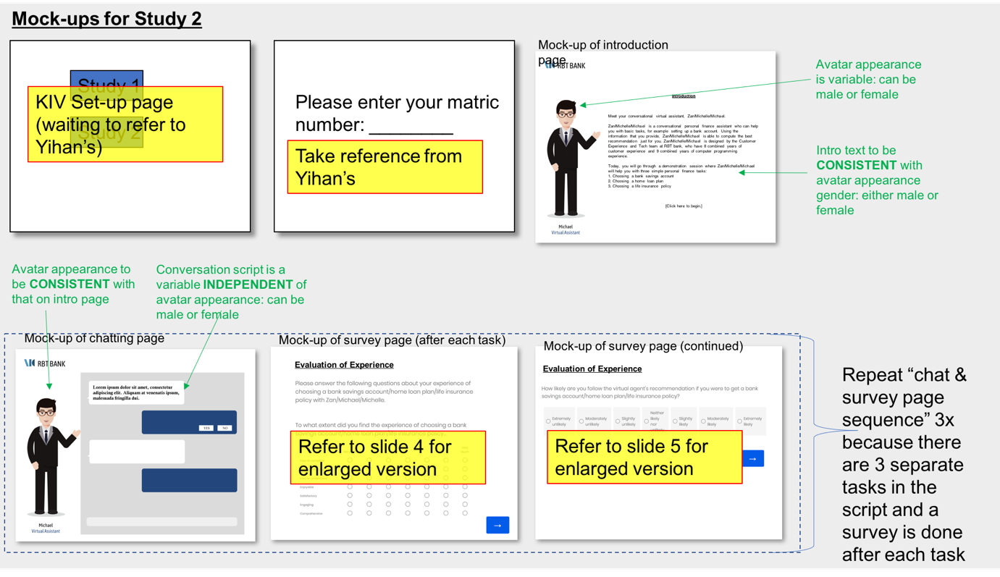 Mock-ups for Study 2
Study 1
Study 2
KIV Set-up page
(waiting to refer to
Yihan's)
Please enter your matric
number: _________
Take reference from
Yihan's
Mock-up of introduction
page
RBT BANK
Introduction
Meet your conversational virtual assistant, Zan/Michelle/Michael.
Zan/Michelle/Michael is a conversational personal finance assistant who can help
you with basic tasks, for example setting up a bank account. Using the
information that you provide, Zan/Michelle/Michael is able to compute the best
recommendation just for you. Zan/Michelle/Michael is designed by the Customer
Experience and Tech team at RBT bank, who have 8 combined years of
customer experience and 9 combined years of computer programming
experience.
Today, you will go through a demonstration session where Zan/Michelle/Michael
will help you with three simple personal finance tasks:
1. Choosing a bank savings account
2. Choosing a home loan plan
3. Choosing a life insurance policy
[Click here to begin.]
Michael
Virtual Assistant
Avatar appearance
is variable: can be
male or female
Intro text to be
CONSISTENT with
avatar appearance
gender: either male or
female
Avatar appearance to
be CONSISTENT with
that on intro page
Conversation script is a
variable INDEPENDENT of
avatar appearance: can be
male or female
Mock-up of chatting page
RBT BANK
Lorem ipsum dolor sit amet, consectetur
adipiscing elit. Aliquam at venenatis ipsum,
malesuada fringilla dui.
YES NO
Michael
Virtual Assistant
Mock-up of survey page (after each task)
Evaluation of Experience
Please answer the following questions about your experience of
choosing a bank savings account/home loan plan/life insurance
policy with Zan/Michael/Michelle.
To what extent did you find the experience of choosing a bank
savings account/home loan plan/life insurance policy
Refer to slide 4 for
enlarged version
Enjoyable
Satisfactory
Engaging
Comprehensive
→
Mock-up of survey page (continued)
Evaluation of Experience
How likely are you follow the virtual agent's recommendation if you were to get a bank
savings account/home loan plan/life insurance policy?
Extremely unlikely
Moderately unlikely
Slightly unlikely
Neither likely nor unlikely
Slightly likely
Moderately likely
Extremely likely
Refer to slide 5 for
enlarged version
→
Repeat “chat &
survey page
sequence” 3x
because there
are 3 separate
tasks in the
script and a
survey is done
after each task